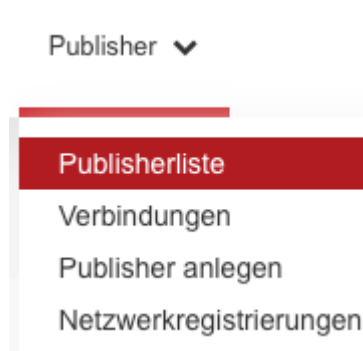 Publisher
Publisherliste
Verbindungen
Publisher anlegen
Netzwerkregistrierungen